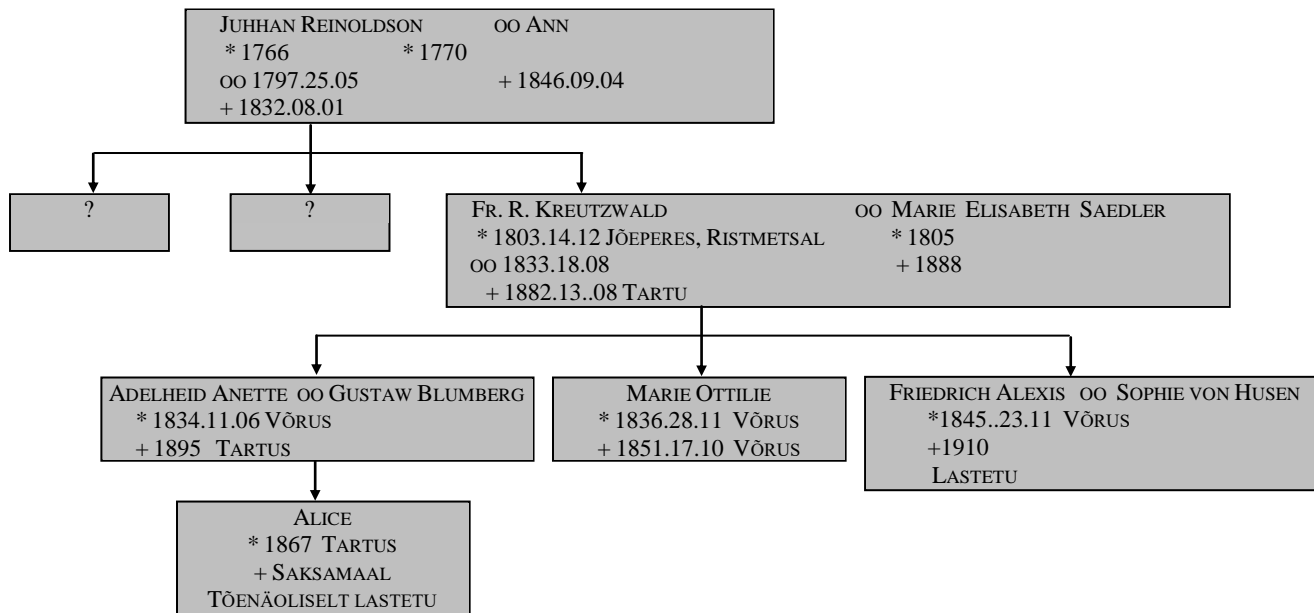 JUHHAN REINOLDSON OO ANN
* 1766 * 1770
OO 1797.25.05 + 1846.09.04
+ 1832.08.01
?
?
FR. R. KREUTZWALD OO MARIE ELISABETH SAEDLER
* 1803.14.12 JÕEPERES, RISTMETSAL * 1805
OO 1833.18.08 + 1888
+ 1882.13..08 TARTU
ADELHEID ANETTE OO GUSTAW BLUMBERG
* 1834.11.06 VÕRUS
+ 1895 TARTUS
MARIE OTTILIE
* 1836.28.11 VÕRUS
+ 1851.17.10 VÕRUS
FRIEDRICH ALEXIS OO SOPHIE VON HUSEN
*1845..23.11 VÕRUS
+1910
LASTETU
ALICE
* 1867 TARTUS
+ SAKSAMAAL
TÕENÄOLISELT LASTETU